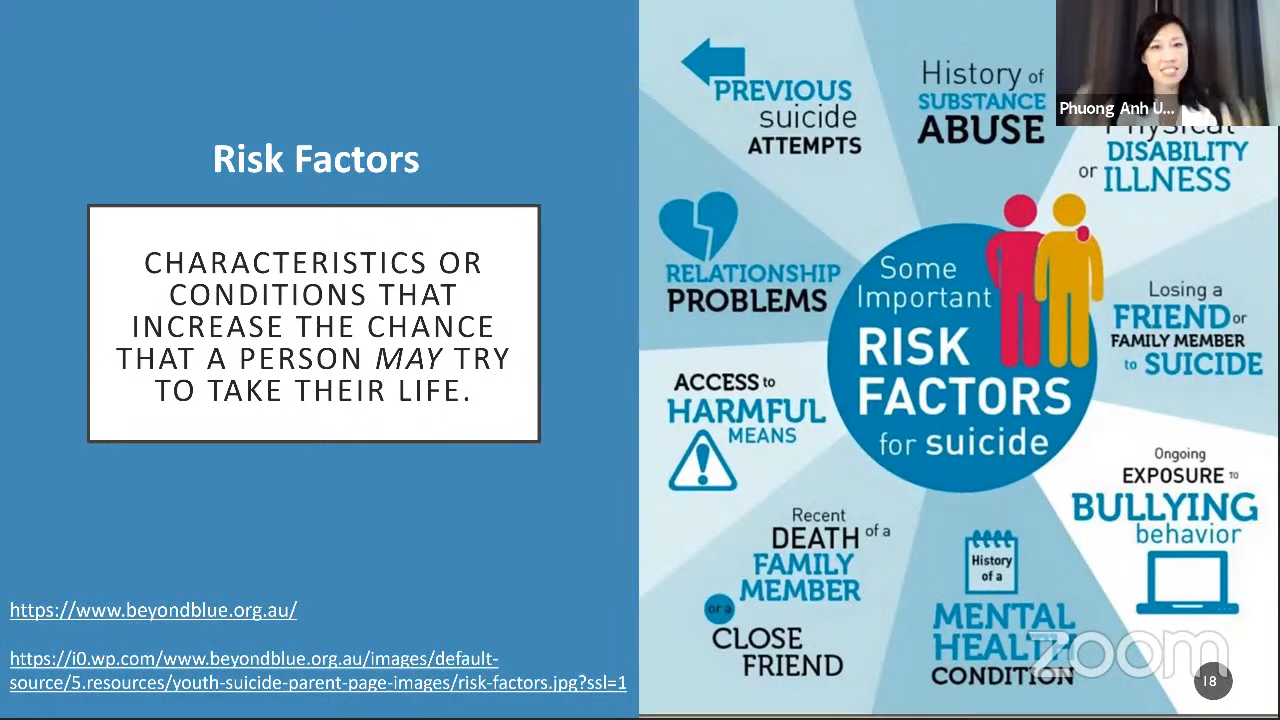 Risk Factors
CHARACTERISTICS OR
CONDITIONS THAT
INCREASE THE CHANCE
THAT A PERSON MAY TRY
TO TAKE THEIR LIFE.
https://www.beyondblue.org.au/
https://i0.wp.com/www.beyondblue.org.au/images/default-
source/5.resources/youth-suicide-parent-page-images/risk-factors.jpg?ssl=1
PREVIOUS
suicide
ATTEMPTS
History of
SUBSTANCE
ABUSE
Physical
DISABILITY
or ILLNESS
RELATIONSHIP
PROBLEMS
Some
Important
RISK
FACTORS
for suicide
Losing a
FRIEND or
FAMILY MEMBER
to SUICIDE
ACCESS to
HARMFUL
MEANS
Ongoing
EXPOSURE TO
BULLYING
behavior
Recent
DEATH of a
FAMILY
MEMBER
or a
CLOSE
FRIEND
History
of a
MENTAL
HEALTH
CONDITION
Phuong Anh U...
zoom
18